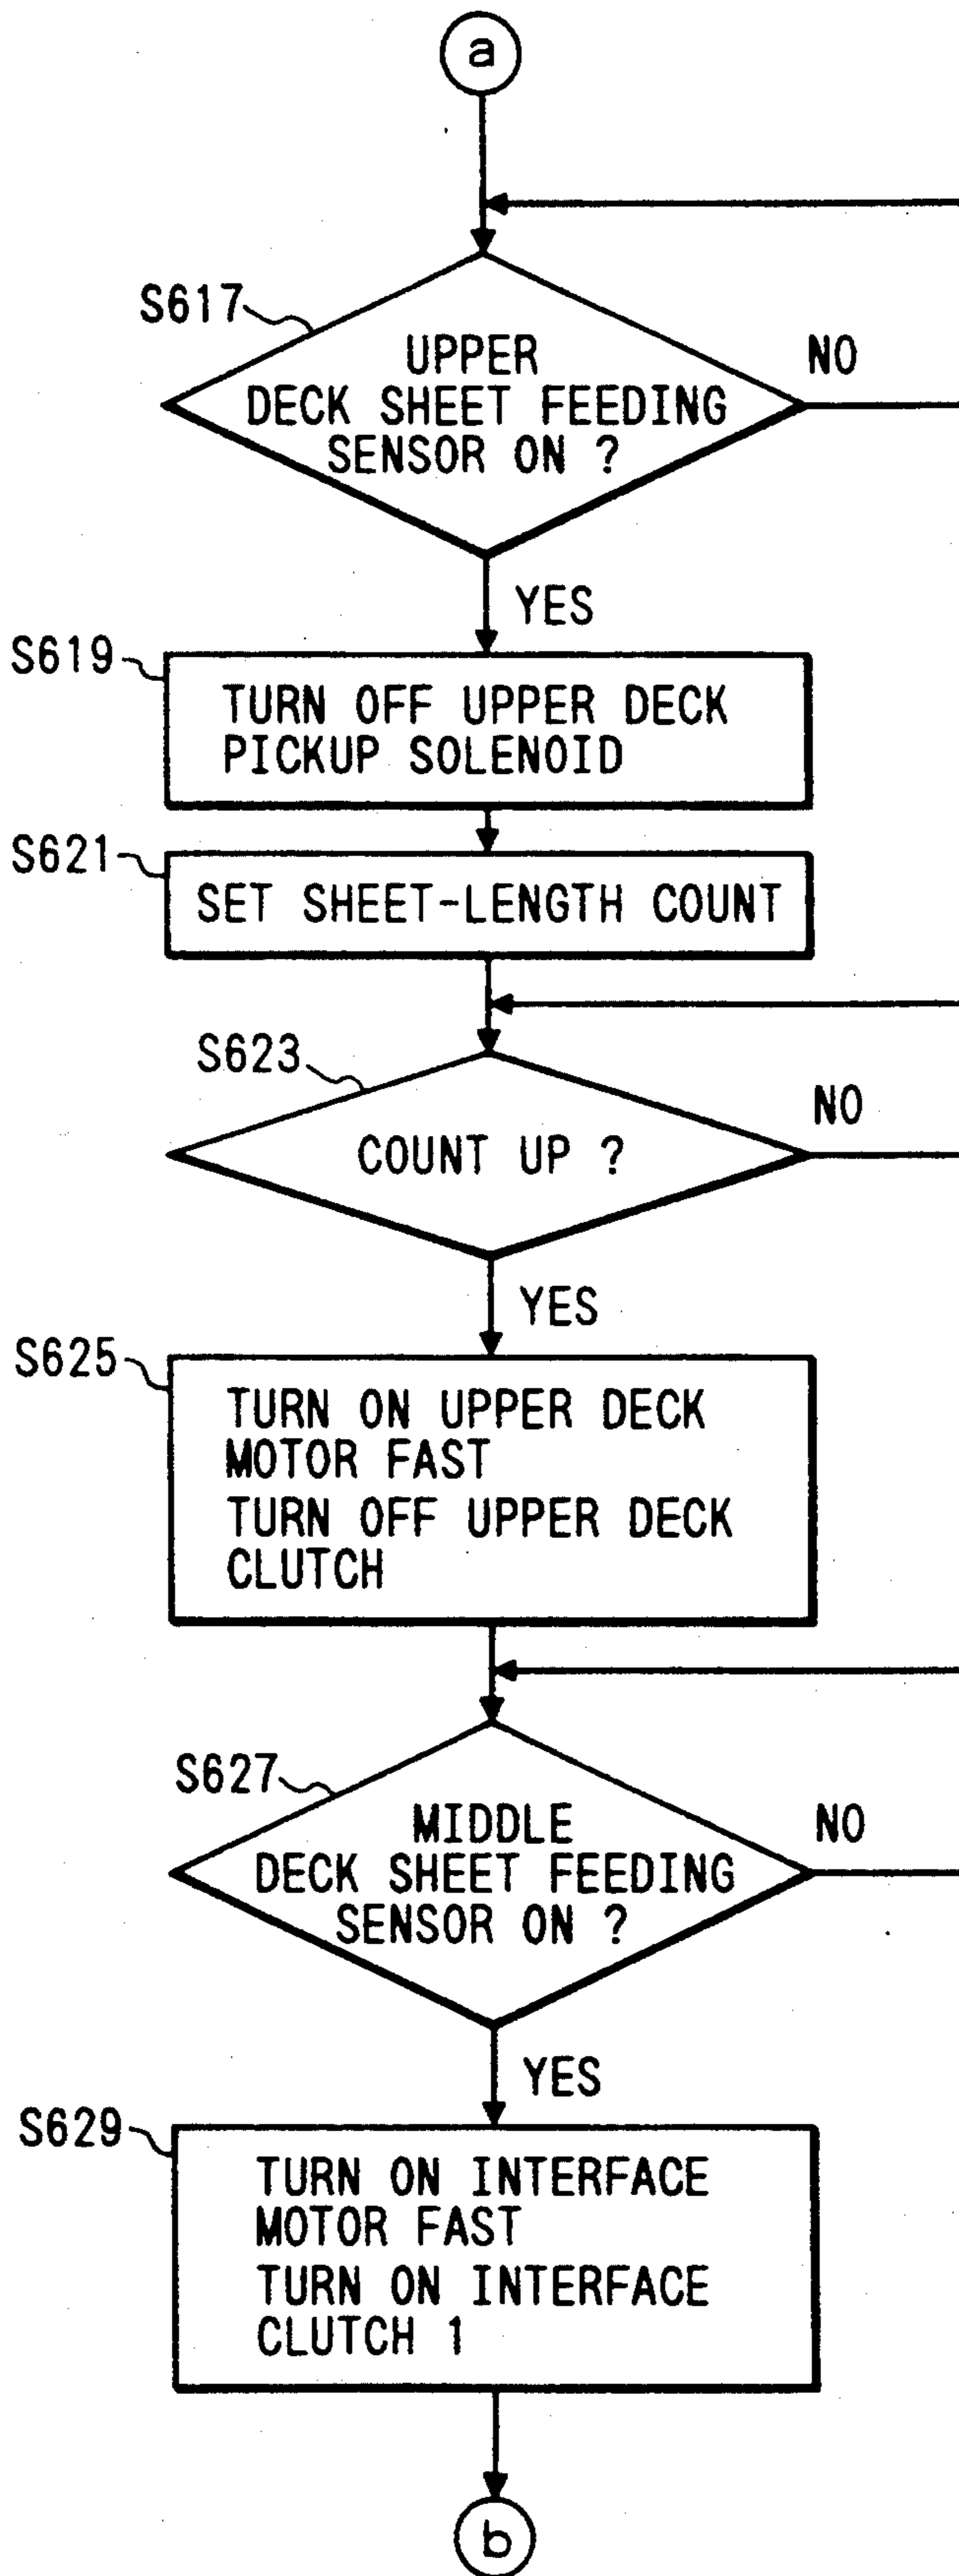 a
S617
UPPER
DECK SHEET FEEDING
SENSOR ON ?
NO
YES
S619
TURN OFF UPPER DECK
PICKUP SOLENOID
S621
SET SHEET-LENGTH COUNT
S623
COUNT UP ?
NO
YES
S625
TURN ON UPPER DECK
MOTOR FAST
TURN OFF UPPER DECK
CLUTCH
S627
MIDDLE
DECK SHEET FEEDING
SENSOR ON ?
NO
YES
S629
TURN ON INTERFACE
MOTOR FAST
TURN ON INTERFACE
CLUTCH 1
b